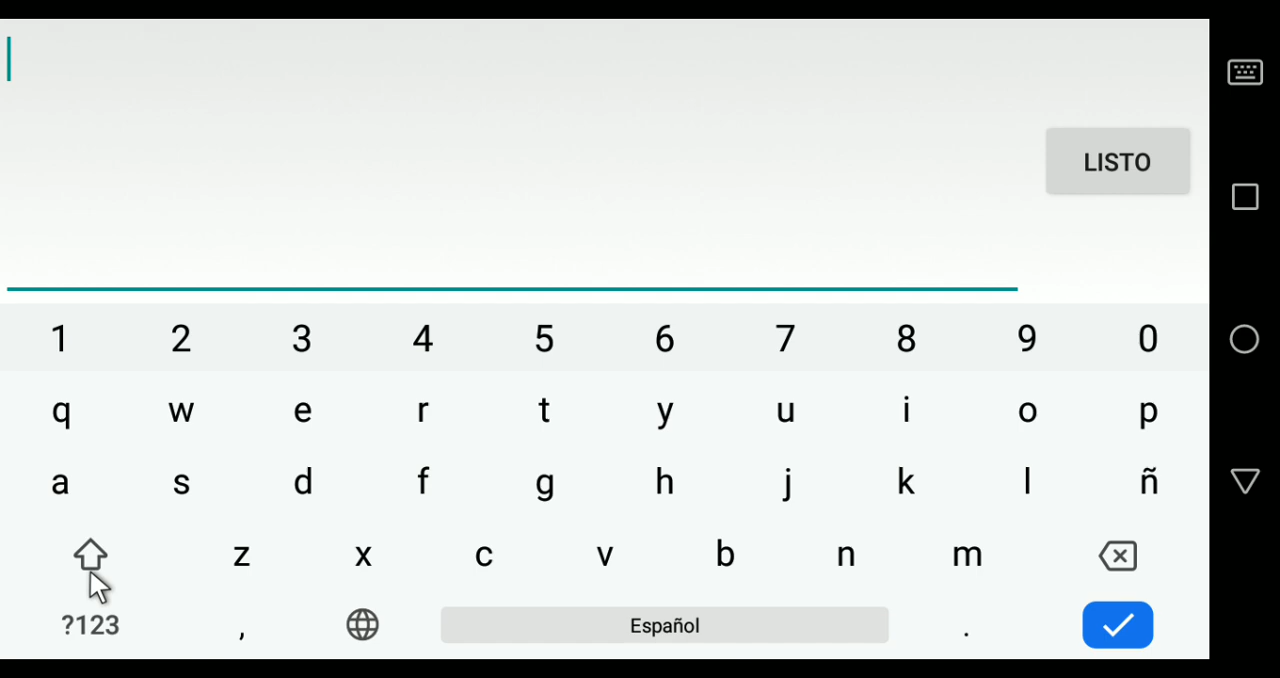 LISTO
1 2 3 4 5 6 7 8 9 0
q w e r t y u i o p
a s d f g h j k l ñ
z x c v b n m
?123 , Español .